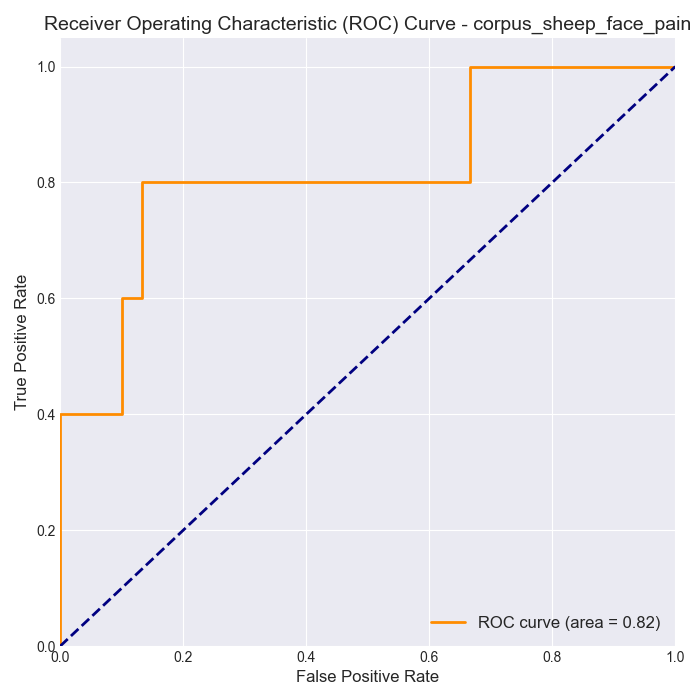 Receiver Operating Characteristic (ROC) Curve - corpus_sheep_face_pain
1.0
0.8
0.6
0.4
0.2
0.0
True Positive Rate
ROC curve (area = 0.82)
0.0 0.2 0.4 0.6 0.8 1.0
False Positive Rate